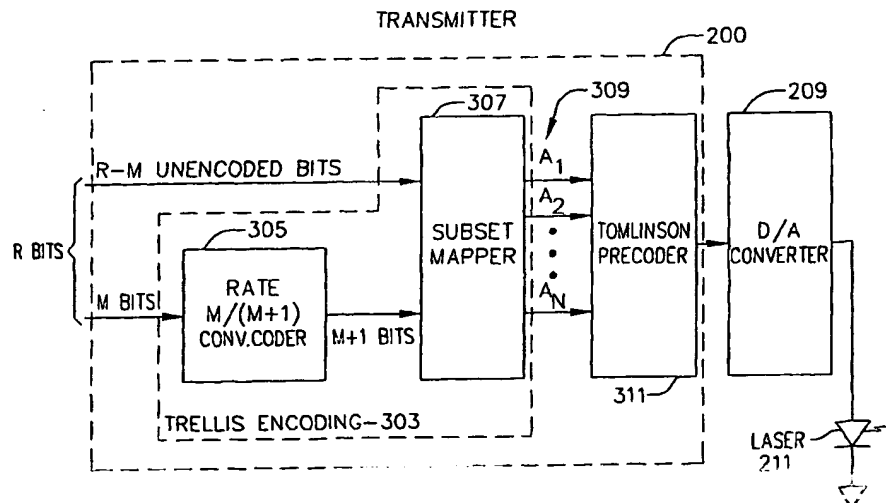 TRANSMITTER
200
307
309
209
R-M UNENCODED BITS
A1
A2
305
R BITS
SUBSET
MAPPER
TOMLINSON
PRECODER
D/A
CONVERTER
M BITS
RATE
M/(M+1)
CONV.CODER
M+1 BITS
AN
311
TRELLIS ENCODING-303
LASER
211